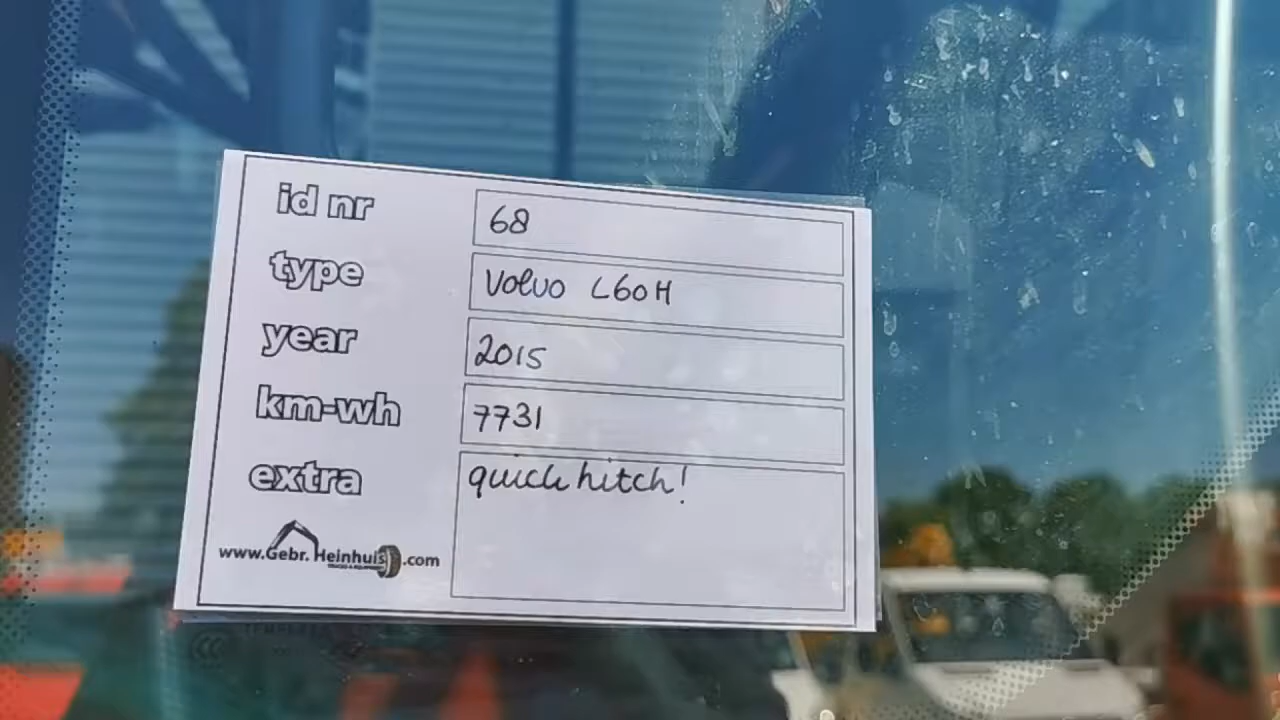 id nr 68
type Volvo L60H
year 2015
km-wh 7731
extra quick hitch!
www.Gebr.Heinhuis.com